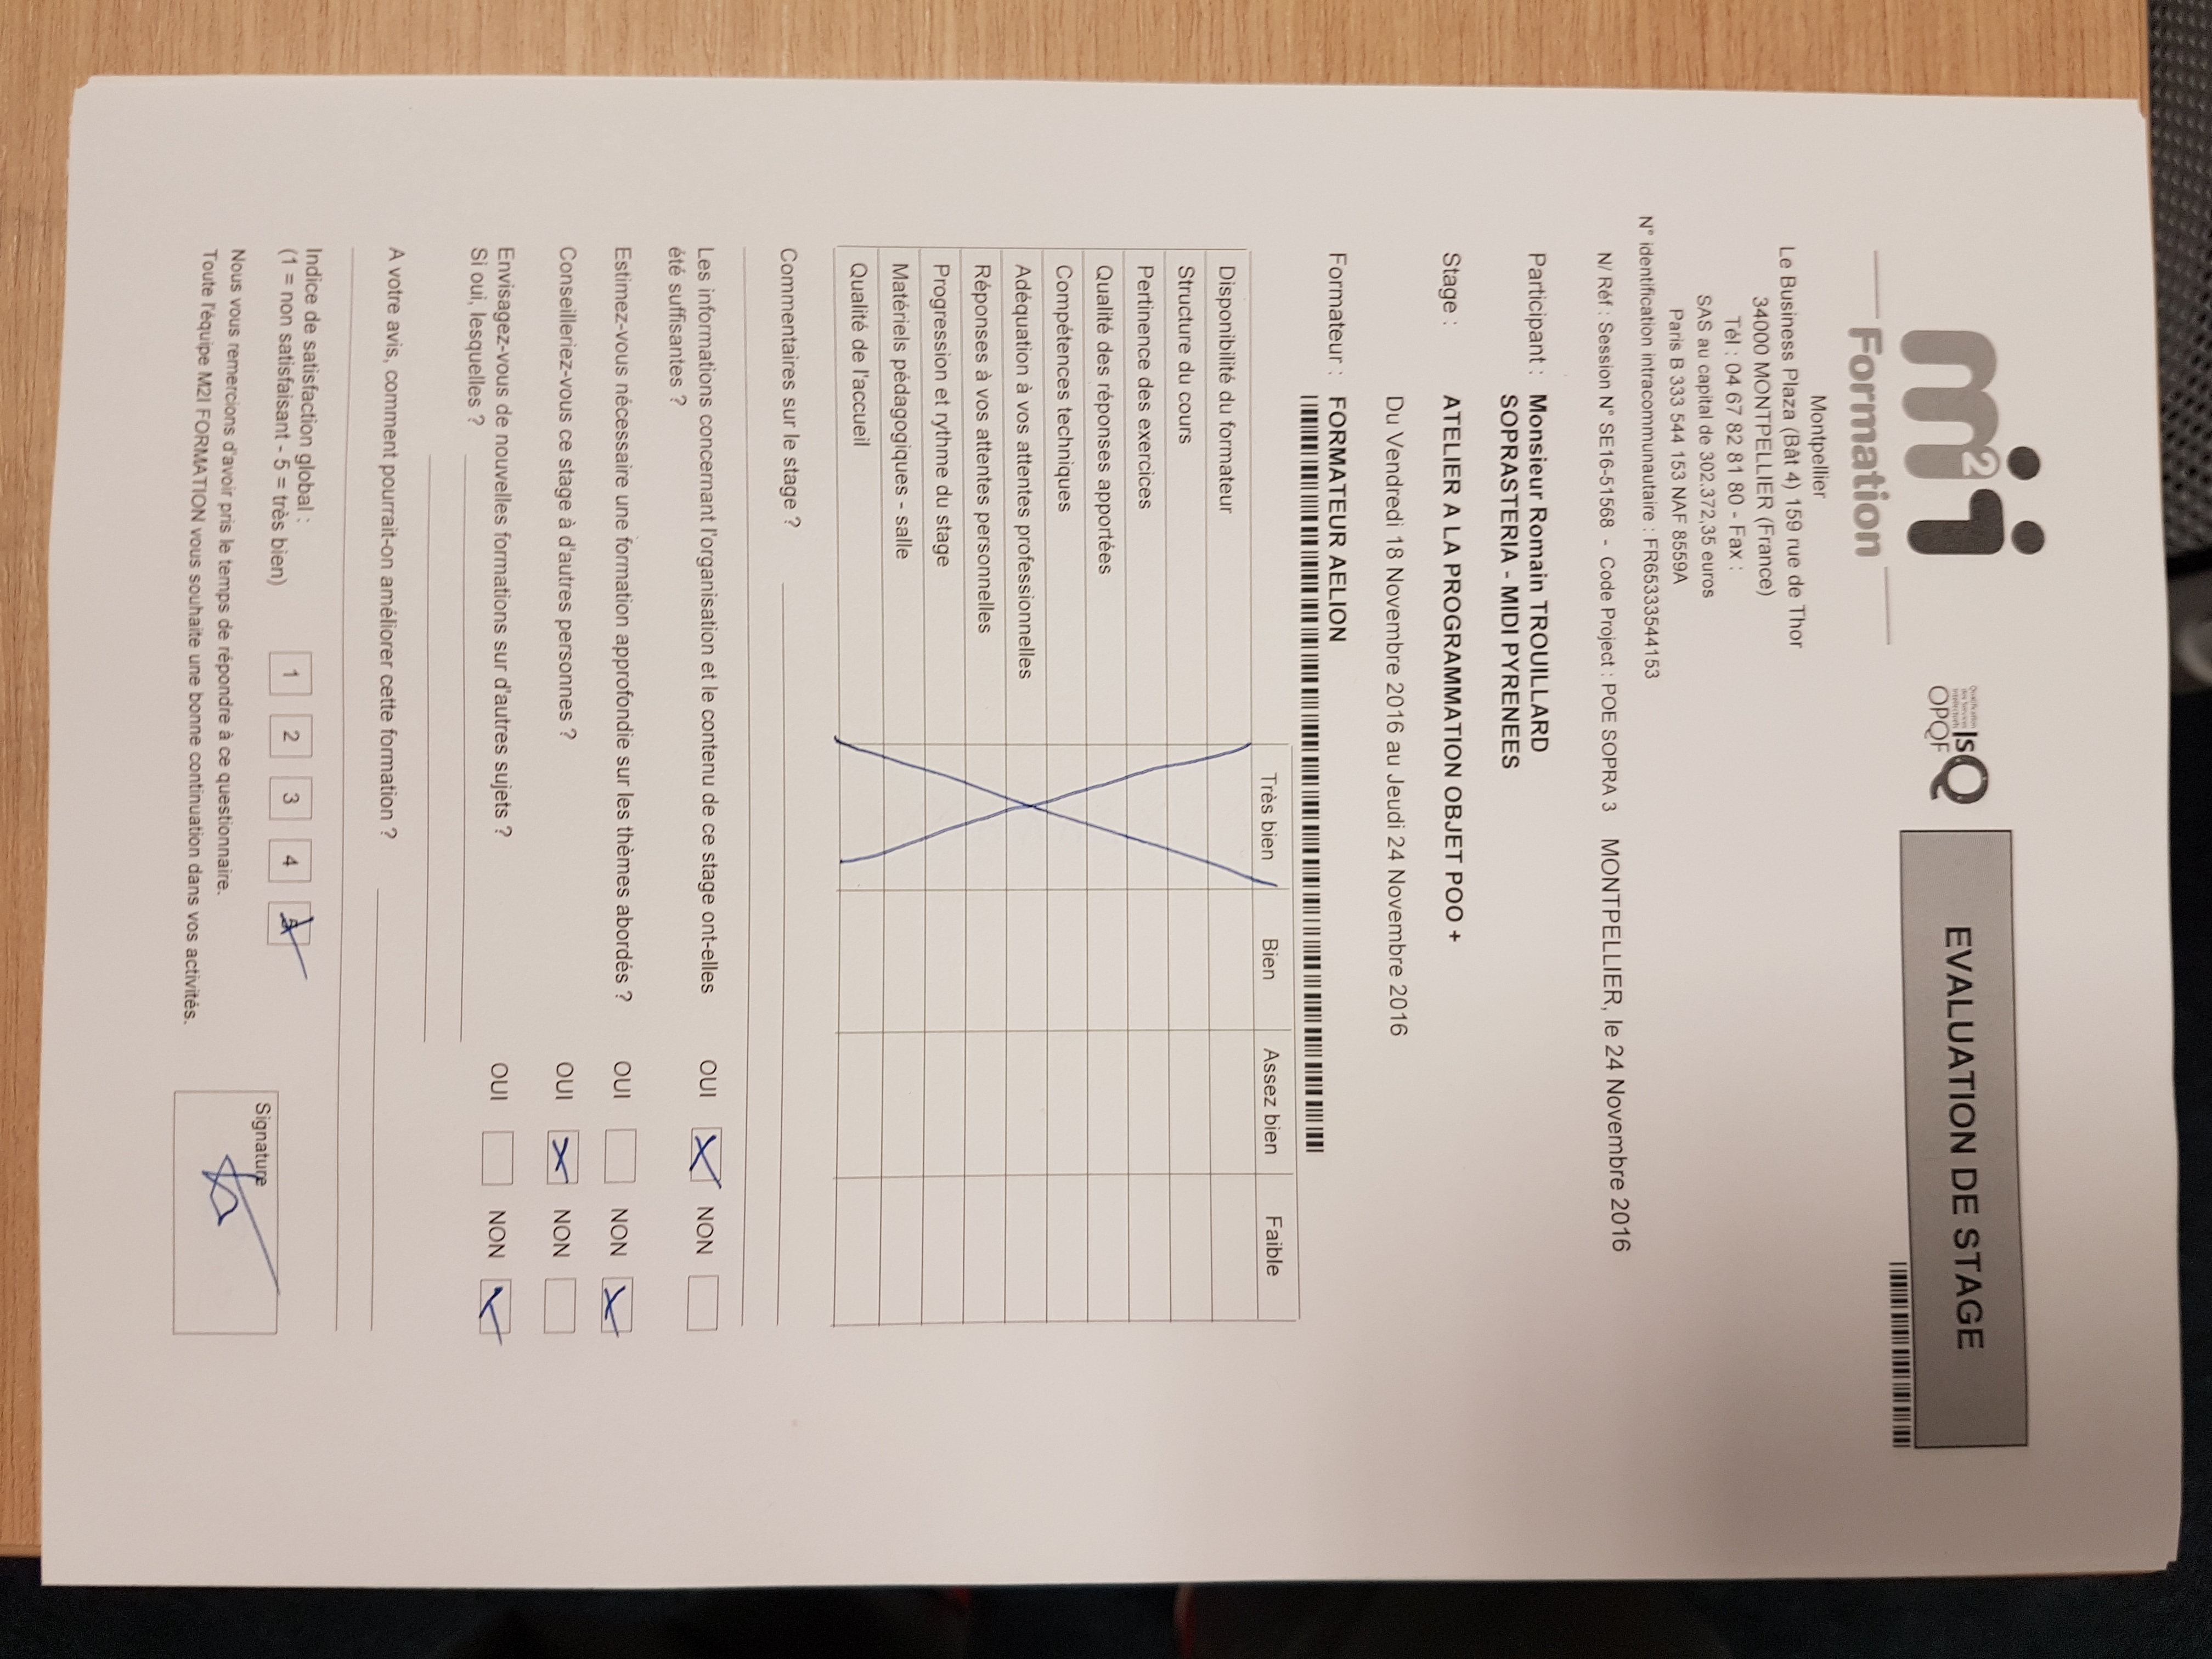 m2i
Formation
Qualification
des Services
Intellectuels
ISQ
OPQF
EVALUATION DE STAGE
Montpellier
Le Business Plaza (Bât 4) 159 rue de Thor
34000 MONTPELLIER (France)
Tél : 04 67 82 81 80 - Fax :
SAS au capital de 302.372,35 euros
Paris B 333 544 153 NAF 8559A
N° identification intracommunautaire : FR65333544153
N/ Réf : Session N° SE16-51568 - Code Project : POE SOPRA 3 MONTPELLIER, le 24 Novembre 2016
Participant : Monsieur Romain TROUILLARD
SOPRASTERIA - MIDI PYRENEES
Stage : ATELIER A LA PROGRAMMATION OBJET POO +
Du Vendredi 18 Novembre 2016 au Jeudi 24 Novembre 2016
Formateur : FORMATEUR AELION
Très bien Bien Assez bien Faible
Disponibilité du formateur
Structure du cours
Pertinence des exercices
Qualité des réponses apportées
Compétences techniques
Adéquation à vos attentes professionnelles
Réponses à vos attentes personnelles
Progression et rythme du stage
Matériels pédagogiques - salle
Qualité de l'accueil
Commentaires sur le stage ?
Les informations concernant l'organisation et le contenu de ce stage ont-elles OUI NON
été suffisantes ?
Estimez-vous nécessaire une formation approfondie sur les thèmes abordés ? OUI NON
Conseilleriez-vous ce stage à d'autres personnes ? OUI NON
Envisagez-vous de nouvelles formations sur d'autres sujets ? OUI NON
Si oui, lesquelles ?
A votre avis, comment pourrait-on améliorer cette formation ?
Indice de satisfaction global :
(1 = non satisfaisant - 5 = très bien) 1 2 3 4 5
Signature
Nous vous remercions d'avoir pris le temps de répondre à ce questionnaire.
Toute l'équipe M2I FORMATION vous souhaite une bonne continuation dans vos activités.